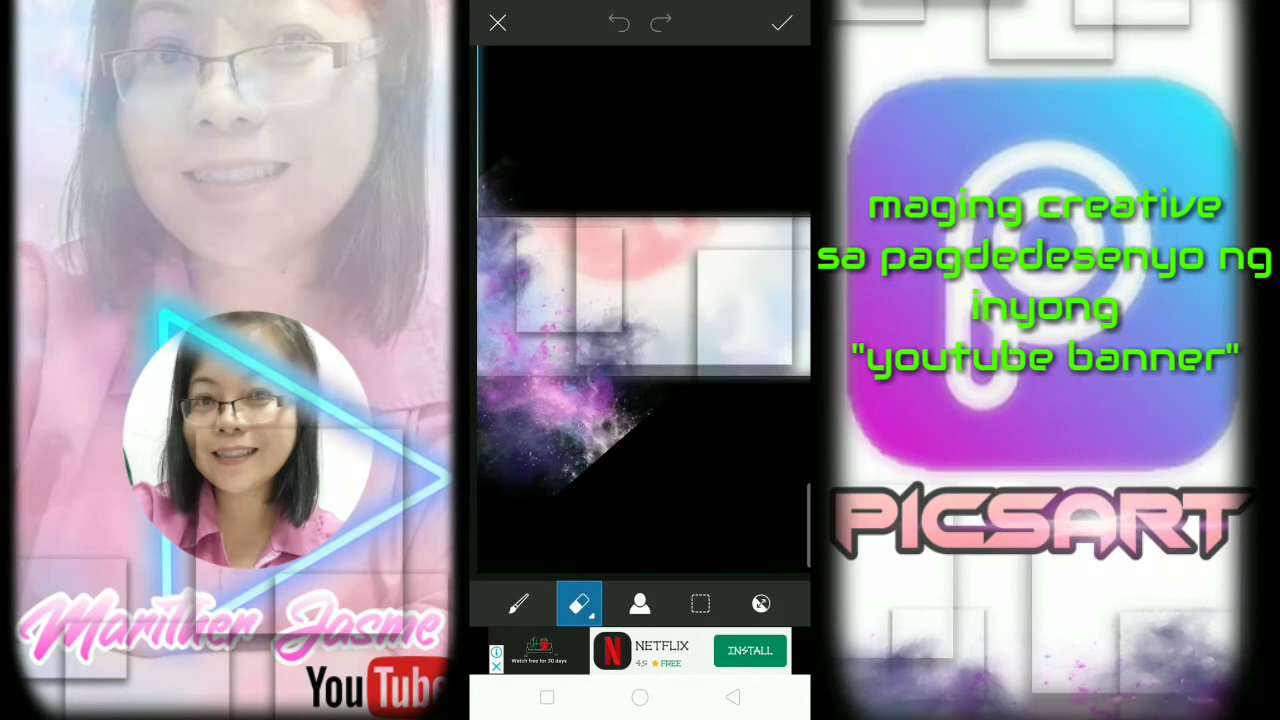 maging creative
sa pagdedesenyo ng
inyong
"youtube banner"
PICSART
Marilhen Jasme
YouTube
Watch free for 30 days
NETFLIX
4.5 ★ FREE
INSTALL